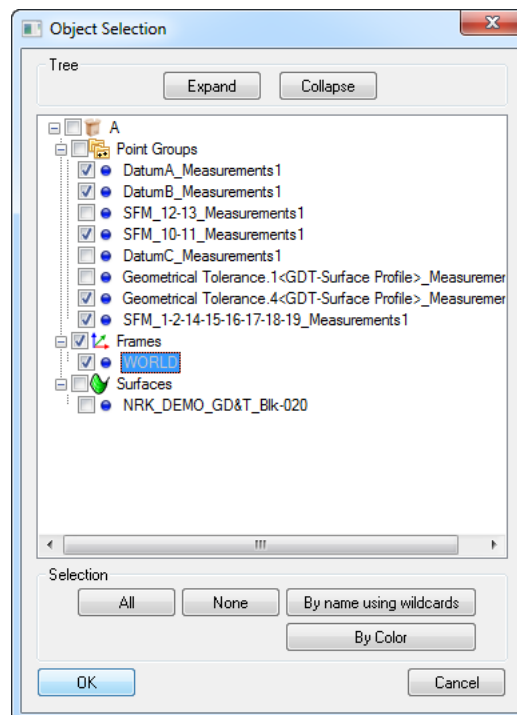 Object Selection
Tree
Expand
Collapse
A
Point Groups
DatumA_Measurements1
DatumB_Measurements1
SFM_12-13_Measurements1
SFM_10-11_Measurements1
DatumC_Measurements1
Geometrical Tolerance.1<GDT-Surface Profile>_Measuremer
Geometrical Tolerance.4<GDT-Surface Profile>_Measuremer
SFM_1-2-14-15-16-17-18-19_Measurements1
Frames
WORLD
Surfaces
NRK_DEMO_GD&T_Blk-020
Selection
All
None
By name using wildcards
By Color
OK
Cancel